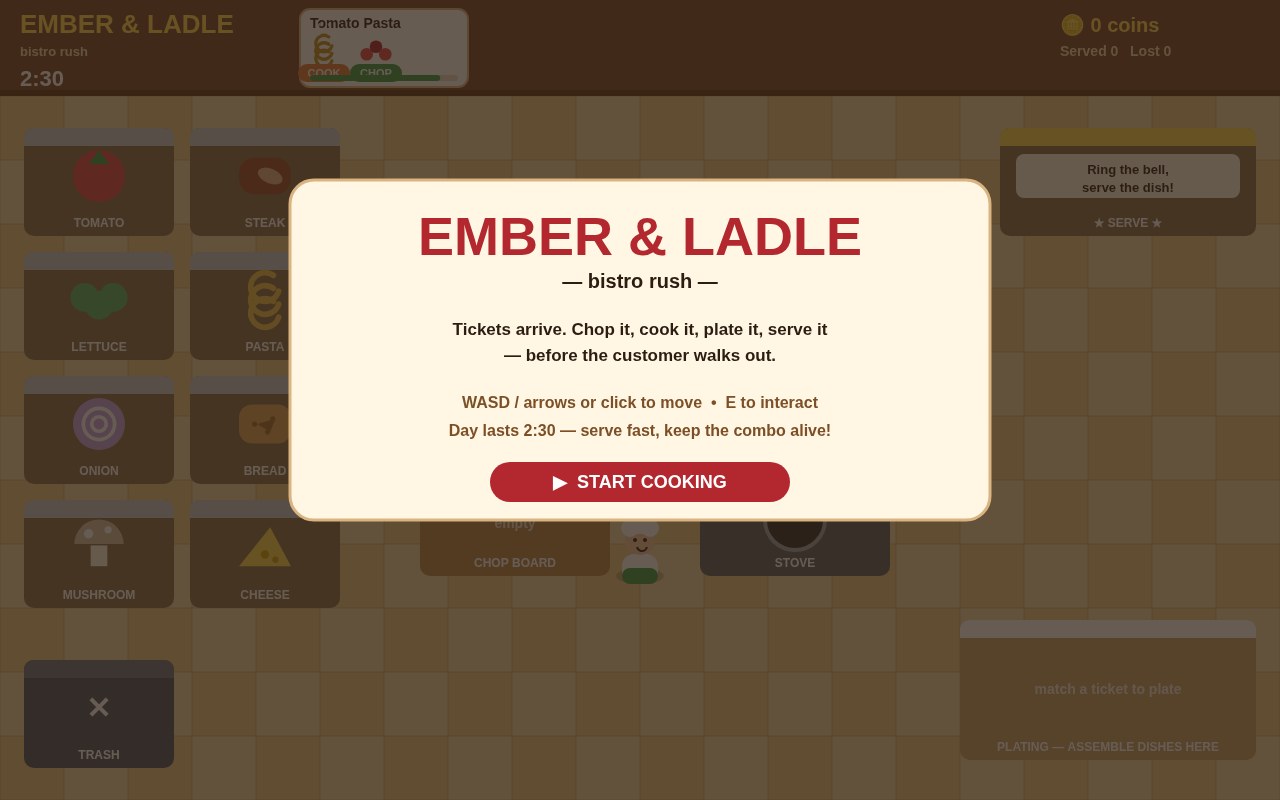 EMBER & LADLE
bistro rush
2:30
Tomato Pasta
COOK
CHOP
🪙 0 coins
Served 0 Lost 0
TOMATO
STEAK
LETTUCE
PASTA
ONION
BREAD
MUSHROOM
CHEESE
✕
TRASH
Ring the bell,
serve the dish!
★ SERVE ★
EMBER & LADLE
— bistro rush —
Tickets arrive. Chop it, cook it, plate it, serve it
— before the customer walks out.
WASD / arrows or click to move • E to interact
Day lasts 2:30 — serve fast, keep the combo alive!
▶ START COOKING
empty
CHOP BOARD
STOVE
match a ticket to plate
PLATING — ASSEMBLE DISHES HERE